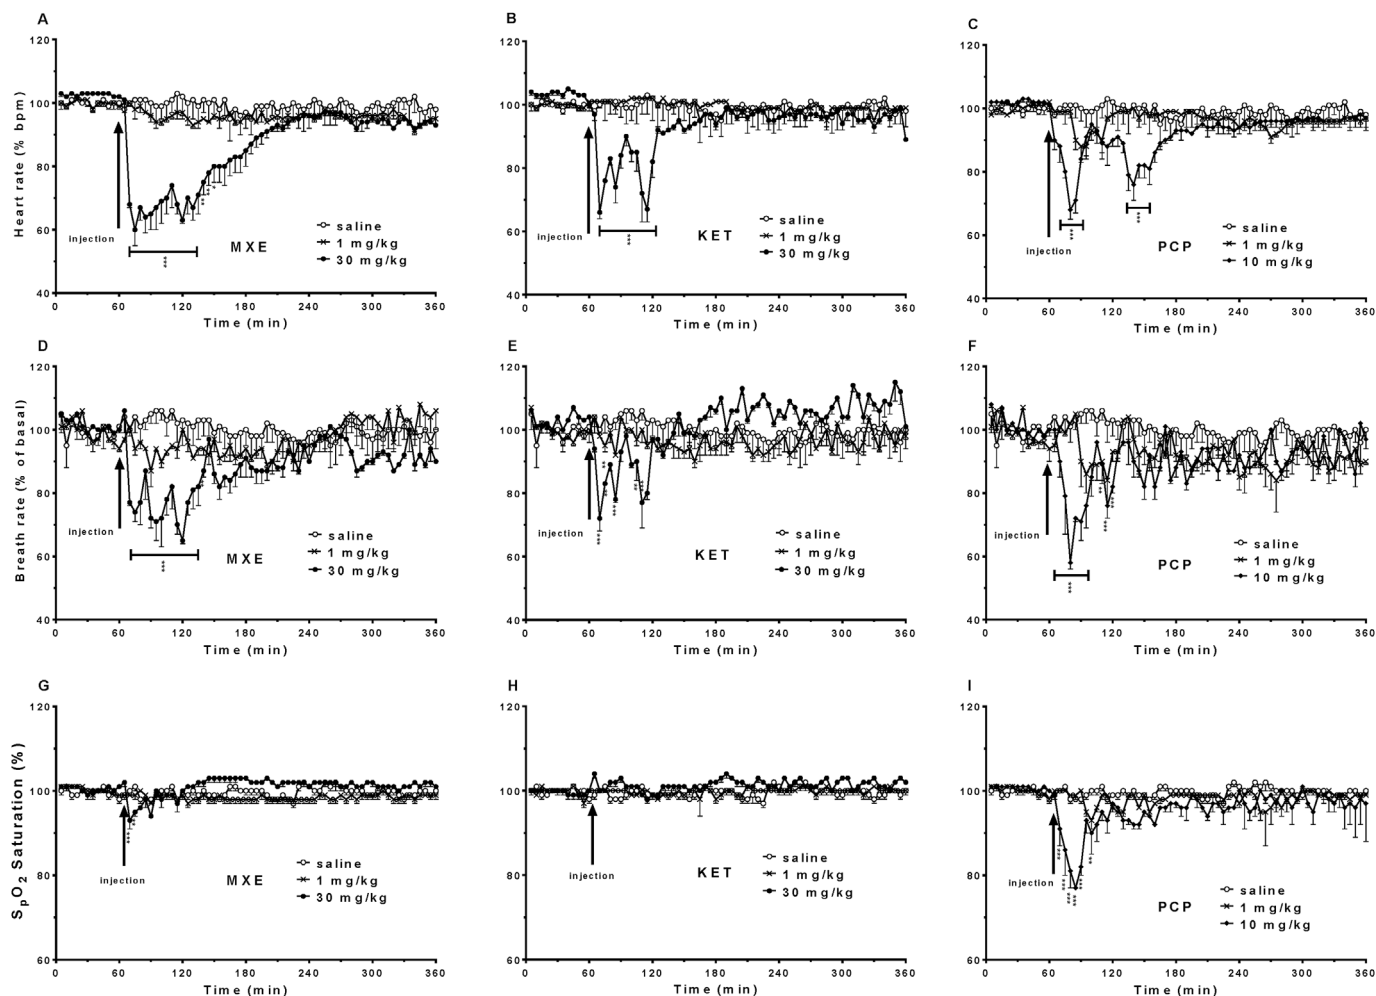 A
Heart rate (% bpm)
120
100
80
60
40
injection
saline
1 mg/kg
30 mg/kg
MXE
***
0 60 120 180 240 300 360
Time (min)
B
120
100
80
60
40
injection
saline
1 mg/kg
30 mg/kg
KET
***
0 60 120 180 240 300 360
Time (min)
C
120
100
80
60
40
injection
saline
1 mg/kg
10 mg/kg
PCP
***
***
0 60 120 180 240 300 360
Time (min)
D
Breath rate (% of basal)
120
100
80
60
40
injection
saline
1 mg/kg
30 mg/kg
MXE
***
0 60 120 180 240 300 360
Time (min)
E
120
100
80
60
40
injection
saline
1 mg/kg
30 mg/kg
KET
0 60 120 180 240 300 360
Time (min)
F
120
100
80
60
40
injection
saline
1 mg/kg
10 mg/kg
PCP
***
0 60 120 180 240 300 360
Time (min)
G
SpO2 Saturation (%)
120
100
80
60
injection
saline
1 mg/kg
30 mg/kg
MXE
0 60 120 180 240 300 360
Time (min)
H
120
100
80
60
injection
saline
1 mg/kg
30 mg/kg
KET
0 60 120 180 240 300 360
Time (min)
I
120
100
80
60
injection
saline
1 mg/kg
10 mg/kg
PCP
0 60 120 180 240 300 360
Time (min)